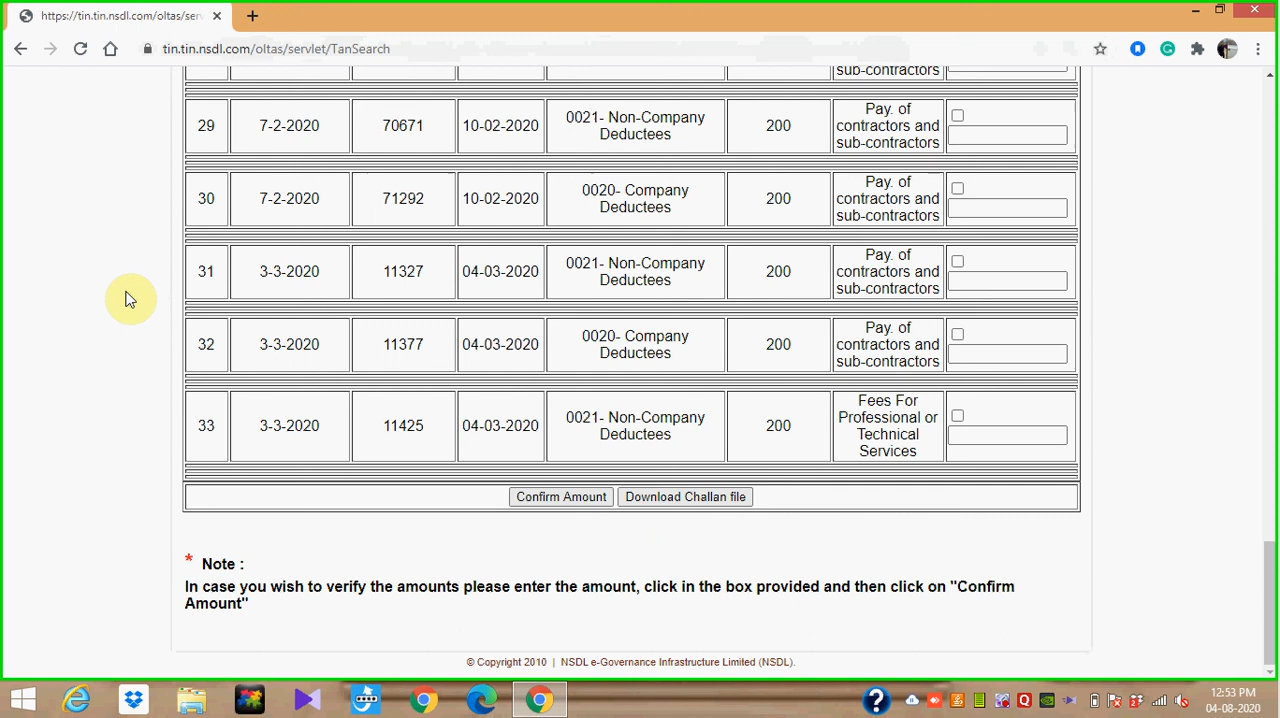 https://tin.tin.nsdl.com/oltas/ser
tin.tin.nsdl.com/oltas/servlet/TanSearch
sub-contractors
29 7-2-2020 70671 10-02-2020 0021- Non-Company Deductees 200 Pay. of contractors and sub-contractors
30 7-2-2020 71292 10-02-2020 0020- Company Deductees 200 Pay. of contractors and sub-contractors
31 3-3-2020 11327 04-03-2020 0021- Non-Company Deductees 200 Pay. of contractors and sub-contractors
32 3-3-2020 11377 04-03-2020 0020- Company Deductees 200 Pay. of contractors and sub-contractors
33 3-3-2020 11425 04-03-2020 0021- Non-Company Deductees 200 Fees For Professional or Technical Services
Confirm Amount Download Challan file
* Note :
In case you wish to verify the amounts please enter the amount, click in the box provided and then click on "Confirm
Amount"
© Copyright 2010 | NSDL e-Governance Infrastructure Limited (NSDL).
12:53 PM
04-08-2020